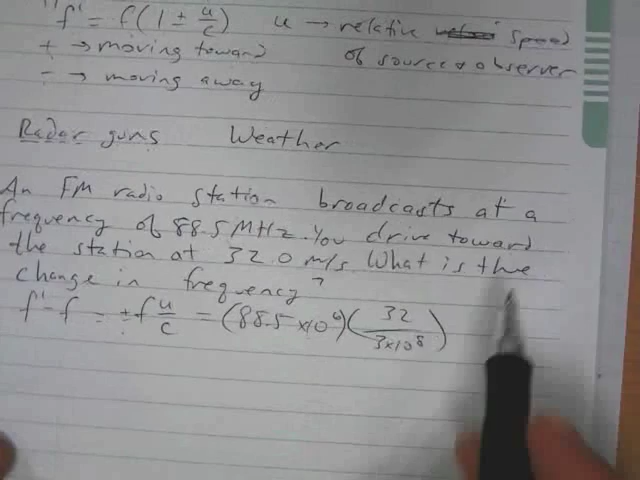 f' = f(1 ± u/c) u → relative speed
+ → moving toward of source & observer
- → moving away
Radar guns Weather
An FM radio station broadcasts at a
frequency of 88.5 MHz. You drive toward
the station at 32.0 m/s What is the
change in frequency?
f' - f = ± f u/c = (88.5 × 10⁶)(32/3×10⁸)